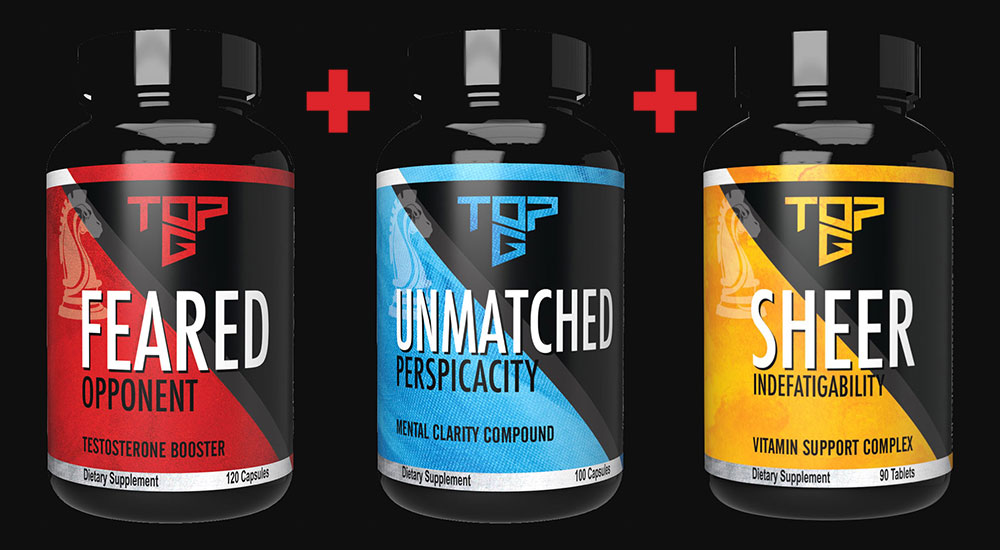 TOP
G
FEARED
OPPONENT
TESTOSTERONE BOOSTER
Dietary Supplement 120 Capsules
TOP
G
UNMATCHED
PERSPICACITY
MENTAL CLARITY COMPOUND
Dietary Supplement 100 Capsules
TOP
G
SHEER
INDEFATIGABILITY
VITAMIN SUPPORT COMPLEX
Dietary Supplement 90 Tablets